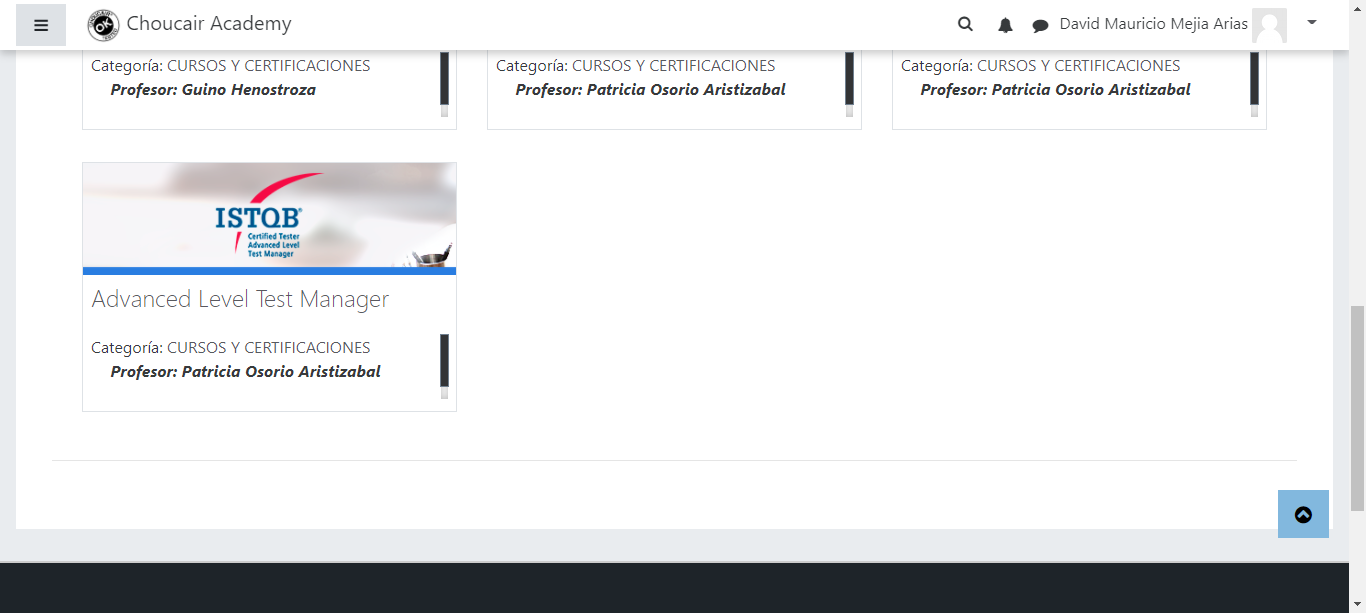 Choucair Academy
David Mauricio Mejia Arias
Categoría: CURSOS Y CERTIFICACIONES
Profesor: Guino Henostroza
Categoría: CURSOS Y CERTIFICACIONES
Profesor: Patricia Osorio Aristizabal
Categoría: CURSOS Y CERTIFICACIONES
Profesor: Patricia Osorio Aristizabal
ISTQB®
Certified Tester
Advanced Level
Test Manager
Advanced Level Test Manager
Categoría: CURSOS Y CERTIFICACIONES
Profesor: Patricia Osorio Aristizabal